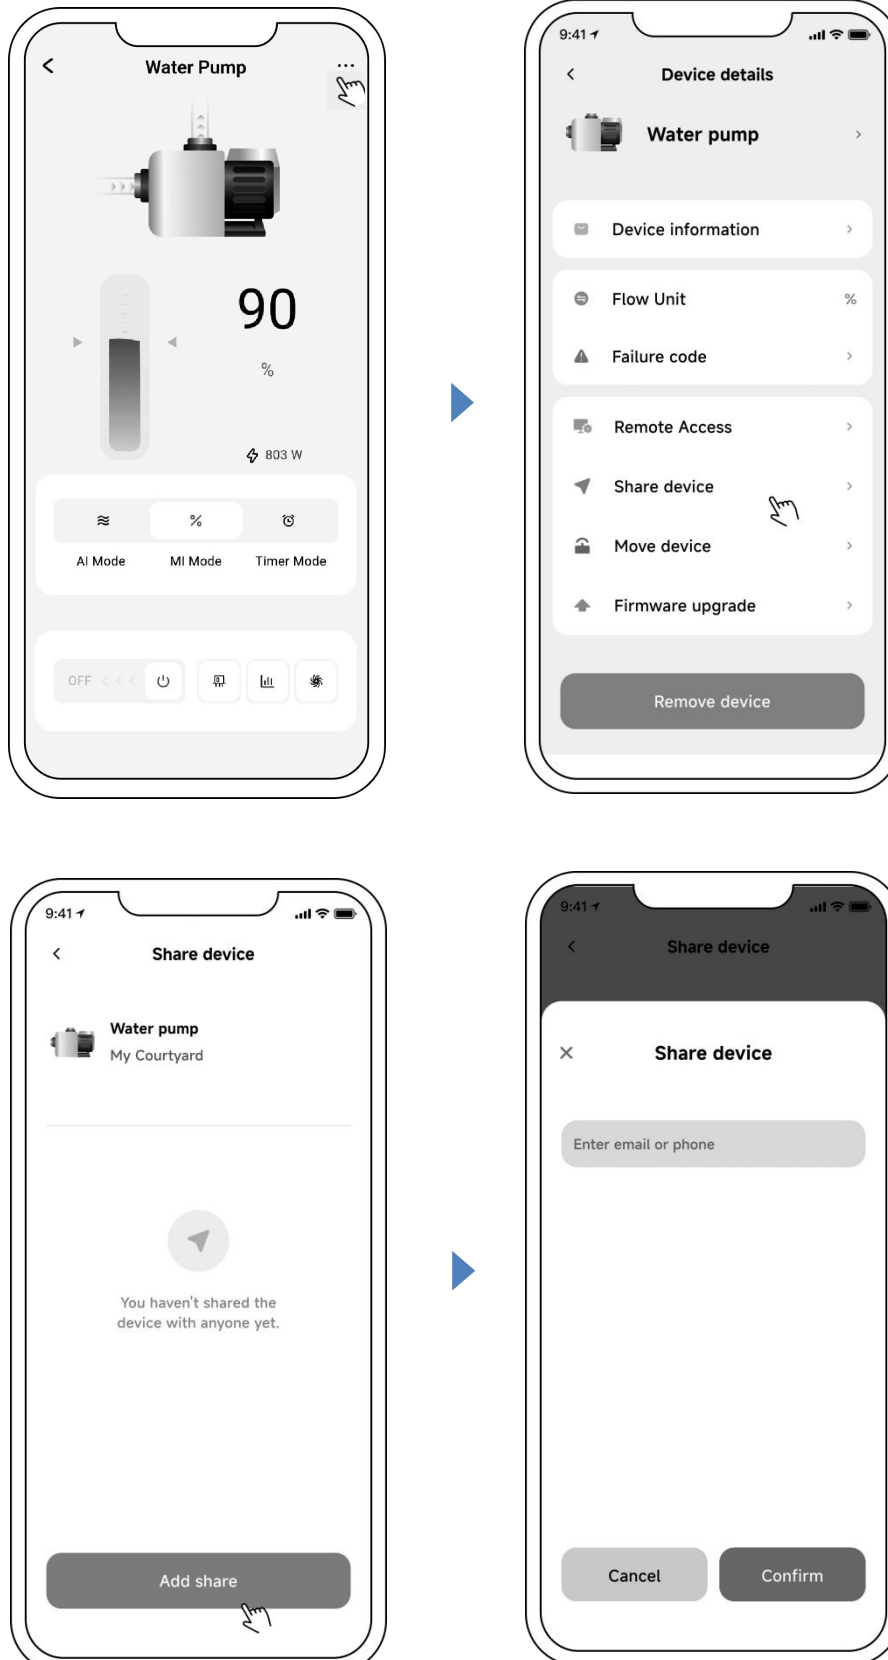 Water Pump
...
90
%
803 W
%
AI Mode
MI Mode
Timer Mode
OFF
9:41
Device details
Water pump
Device information
Flow Unit
%
Failure code
Remote Access
Share device
Move device
Firmware upgrade
Remove device
9:41
Share device
Water pump
My Courtyard
You haven't shared the
device with anyone yet.
Add share
9:41
Share device
Share device
Enter email or phone
Cancel
Confirm